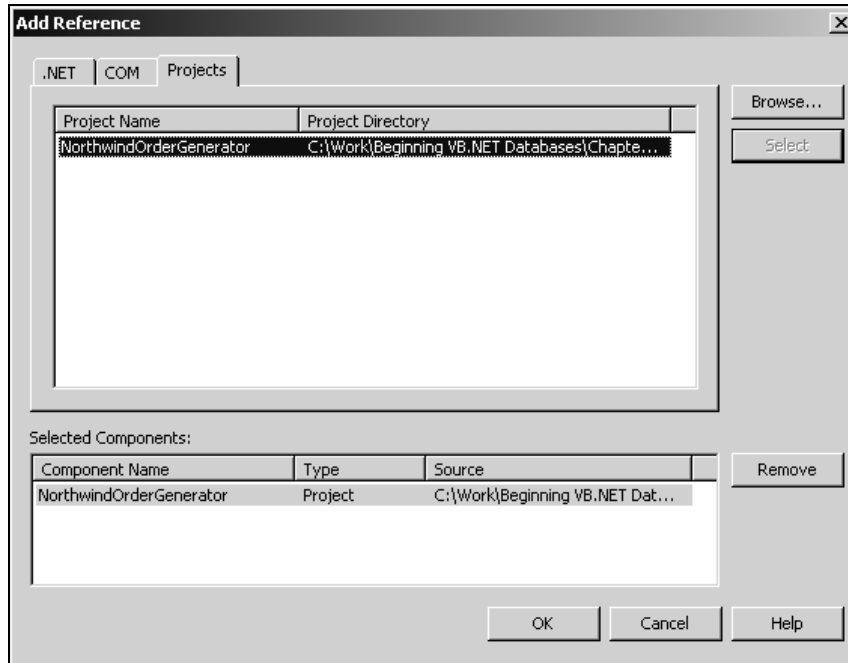 Add Reference
.NET COM Projects
Project Name Project Directory
NorthwindOrderGenerator C:\Work\Beginning VB.NET Databases\Chapte...
Browse...
Select
Selected Components:
Component Name Type Source
NorthwindOrderGenerator Project C:\Work\Beginning VB.NET Dat...
Remove
OK Cancel Help